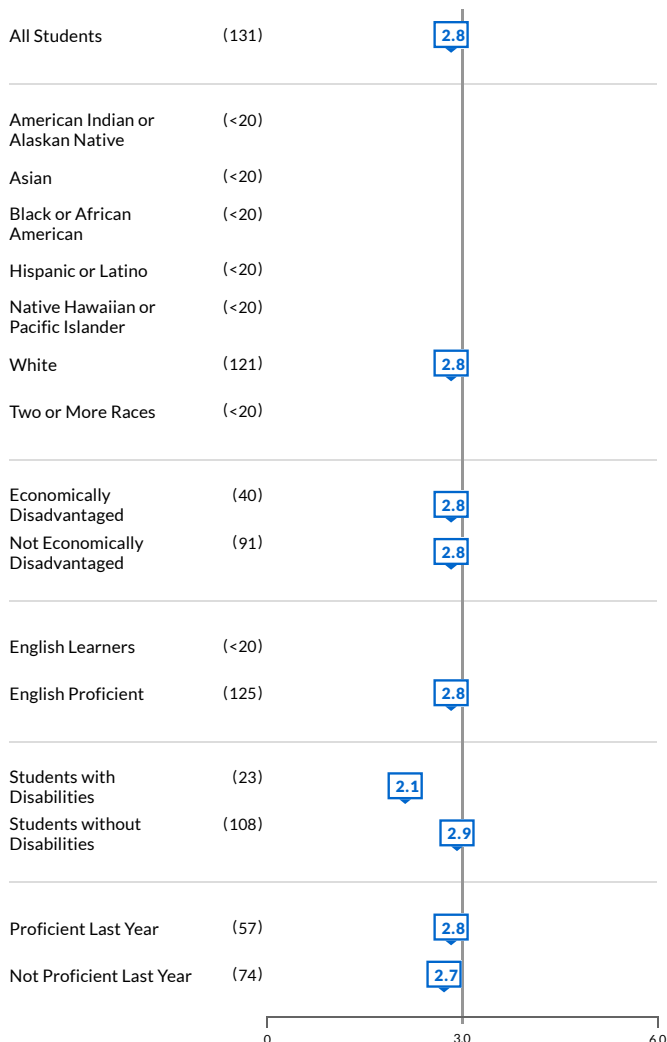 All Students (131) 2.8
American Indian or (<20)
Alaskan Native
Asian (<20)
Black or African (<20)
American
Hispanic or Latino (<20)
Native Hawaiian or (<20)
Pacific Islander
White (121) 2.8
Two or More Races (<20)
Economically (40) 2.8
Disadvantaged
Not Economically (91) 2.8
Disadvantaged
English Learners (<20)
English Proficient (125) 2.8
Students with (23) 2.1
Disabilities
Students without (108) 2.9
Disabilities
Proficient Last Year (57) 2.8
Not Proficient Last Year (74) 2.7
0 3.0 6.0